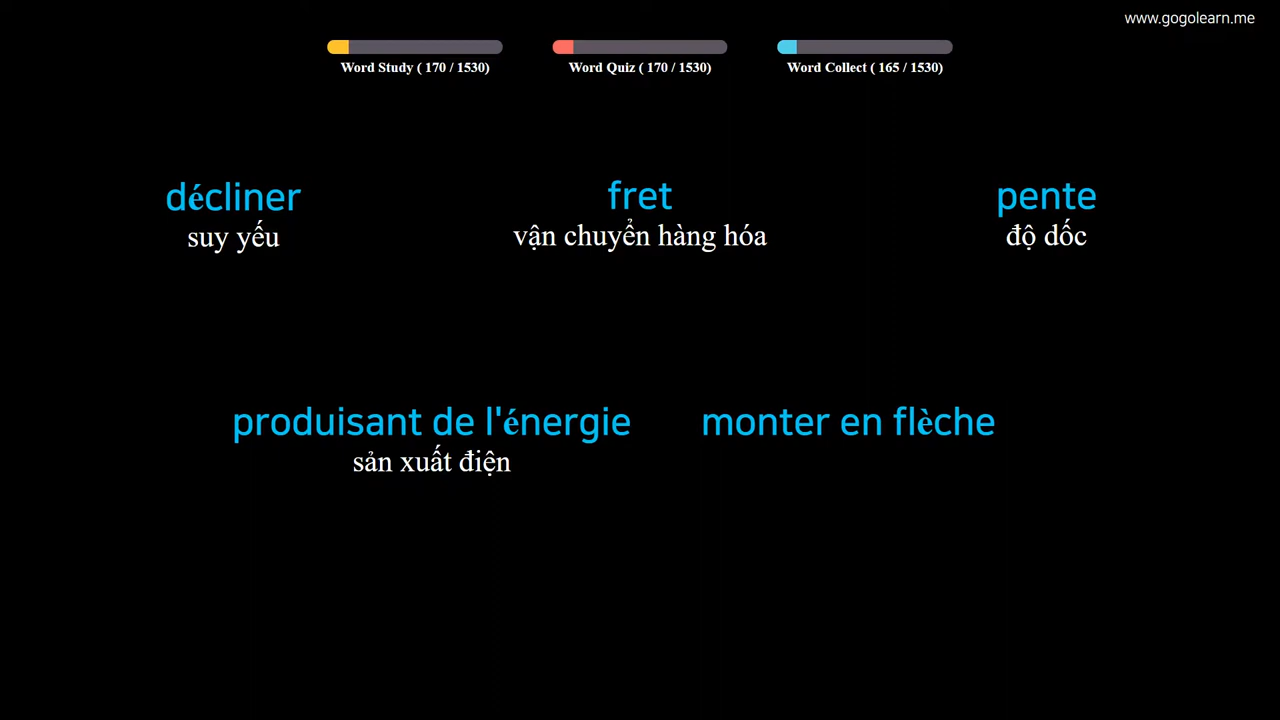 www.gogolearn.me
Word Study ( 170 / 1530)
Word Quiz ( 170 / 1530)
Word Collect ( 165 / 1530)
décliner
suy yếu
fret
vận chuyển hàng hóa
pente
độ dốc
produisant de l'énergie
sản xuất điện
monter en flèche